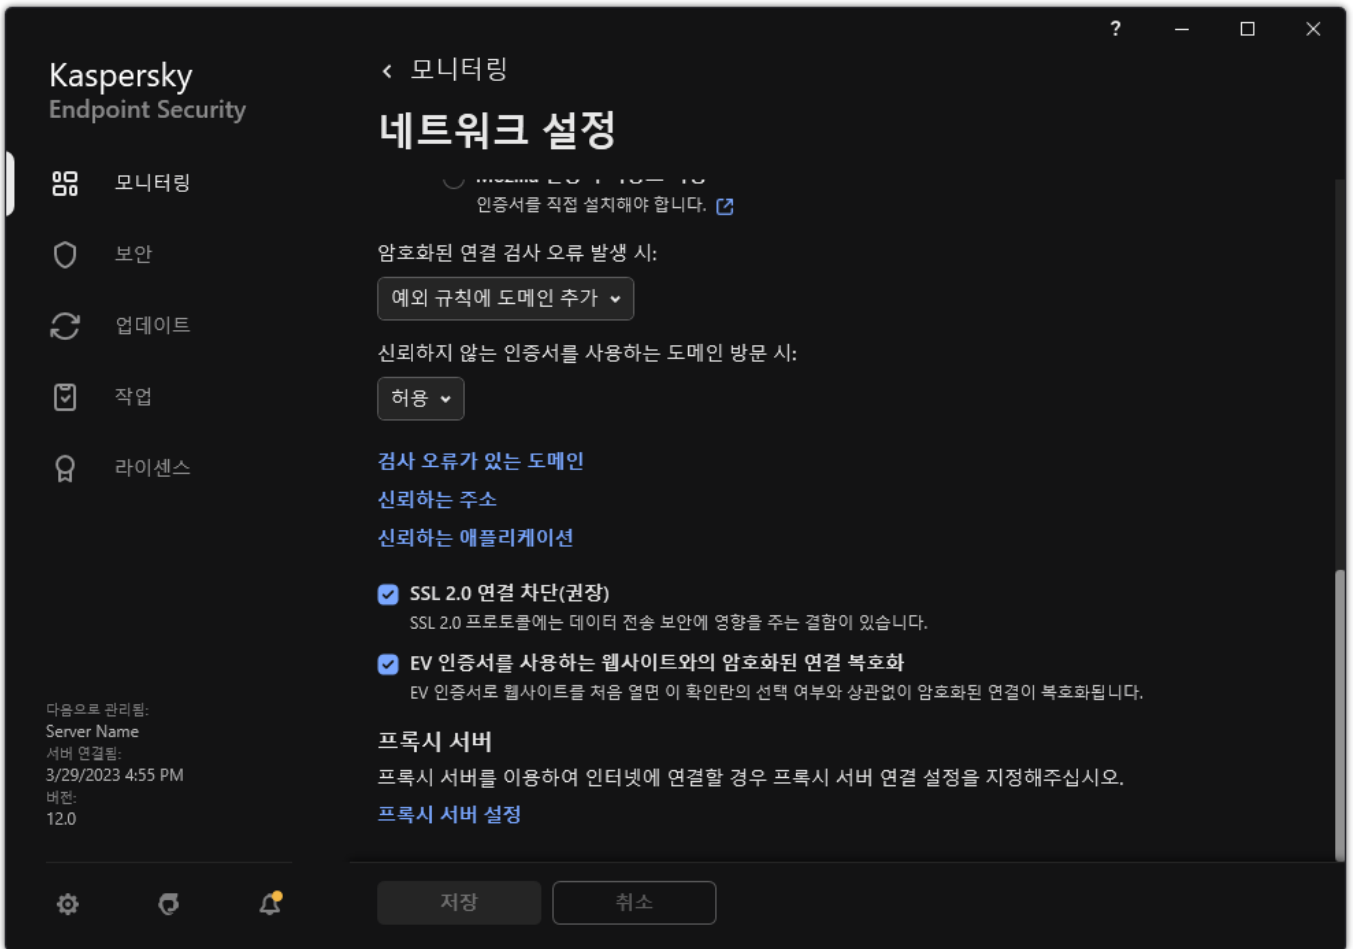 ?
Kaspersky
Endpoint Security
모니터링
보안
업데이트
작업
라이센스
다음으로 관리됨:
Server Name
서버 연결됨:
3/29/2023 4:55 PM
버전:
12.0
모니터링
네트워크 설정
인증서를 직접 설치해야 합니다.
암호화된 연결 검사 오류 발생 시:
예외 규칙에 도메인 추가
신뢰하지 않는 인증서를 사용하는 도메인 방문 시:
허용
검사 오류가 있는 도메인
신뢰하는 주소
신뢰하는 애플리케이션
SSL 2.0 연결 차단(권장)
SSL 2.0 프로토콜에는 데이터 전송 보안에 영향을 주는 결함이 있습니다.
EV 인증서를 사용하는 웹사이트와의 암호화된 연결 복호화
EV 인증서로 웹사이트를 처음 열면 이 확인란의 선택 여부와 상관없이 암호화된 연결이 복호화됩니다.
프록시 서버
프록시 서버를 이용하여 인터넷에 연결할 경우 프록시 서버 연결 설정을 지정해주십시오.
프록시 서버 설정
저장
취소